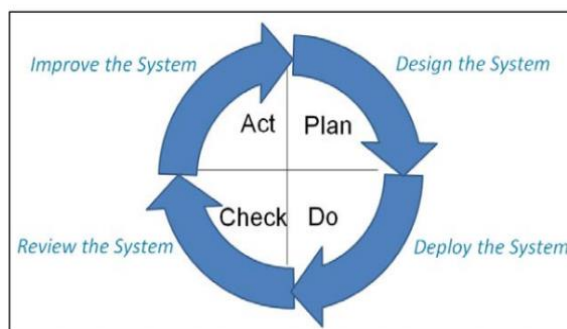 Improve the System
Design the System
Act
Plan
Check
Do
Review the System
Deploy the System